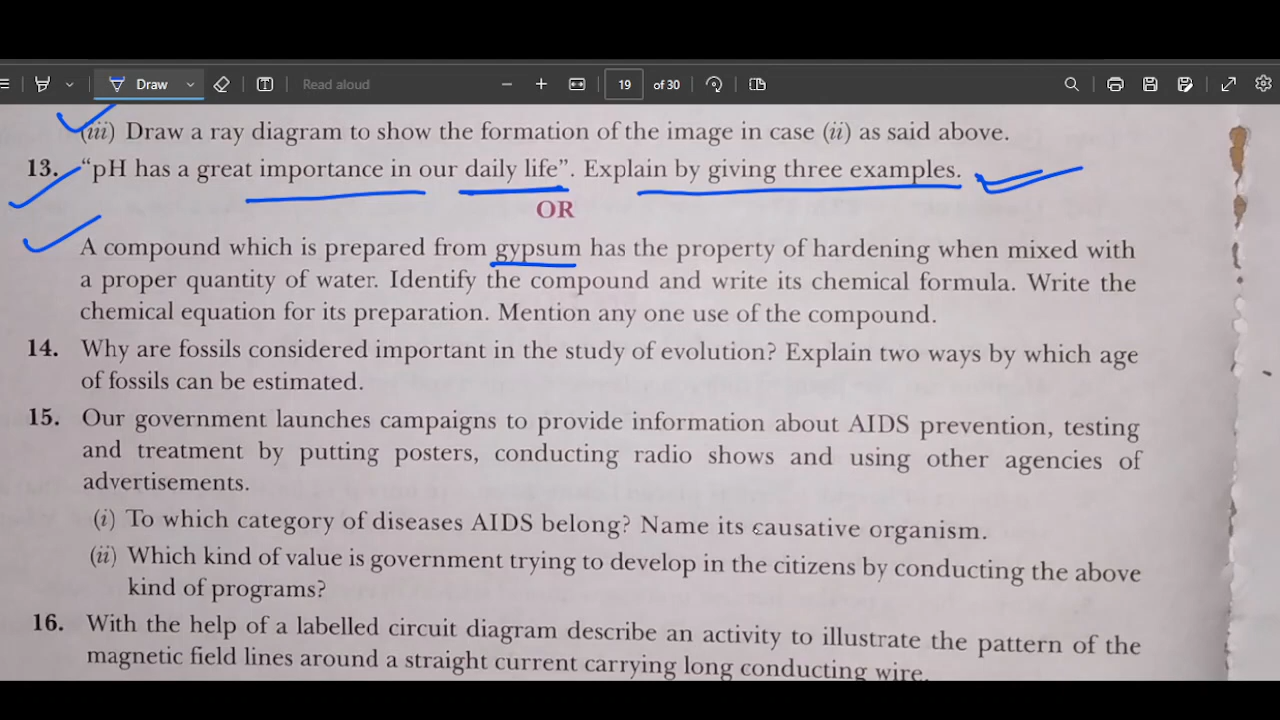 Draw
Read aloud
19 of 30
(iii) Draw a ray diagram to show the formation of the image in case (ii) as said above.
13. “pH has a great importance in our daily life”. Explain by giving three examples.
OR
A compound which is prepared from gypsum has the property of hardening when mixed with
a proper quantity of water. Identify the compound and write its chemical formula. Write the
chemical equation for its preparation. Mention any one use of the compound.
14. Why are fossils considered important in the study of evolution? Explain two ways by which age
of fossils can be estimated.
15. Our government launches campaigns to provide information about AIDS prevention, testing
and treatment by putting posters, conducting radio shows and using other agencies of
advertisements.
(i) To which category of diseases AIDS belong? Name its causative organism.
(ii) Which kind of value is government trying to develop in the citizens by conducting the above
kind of programs?
16. With the help of a labelled circuit diagram describe an activity to illustrate the pattern of the
magnetic field lines around a straight current carrying long conducting wire.